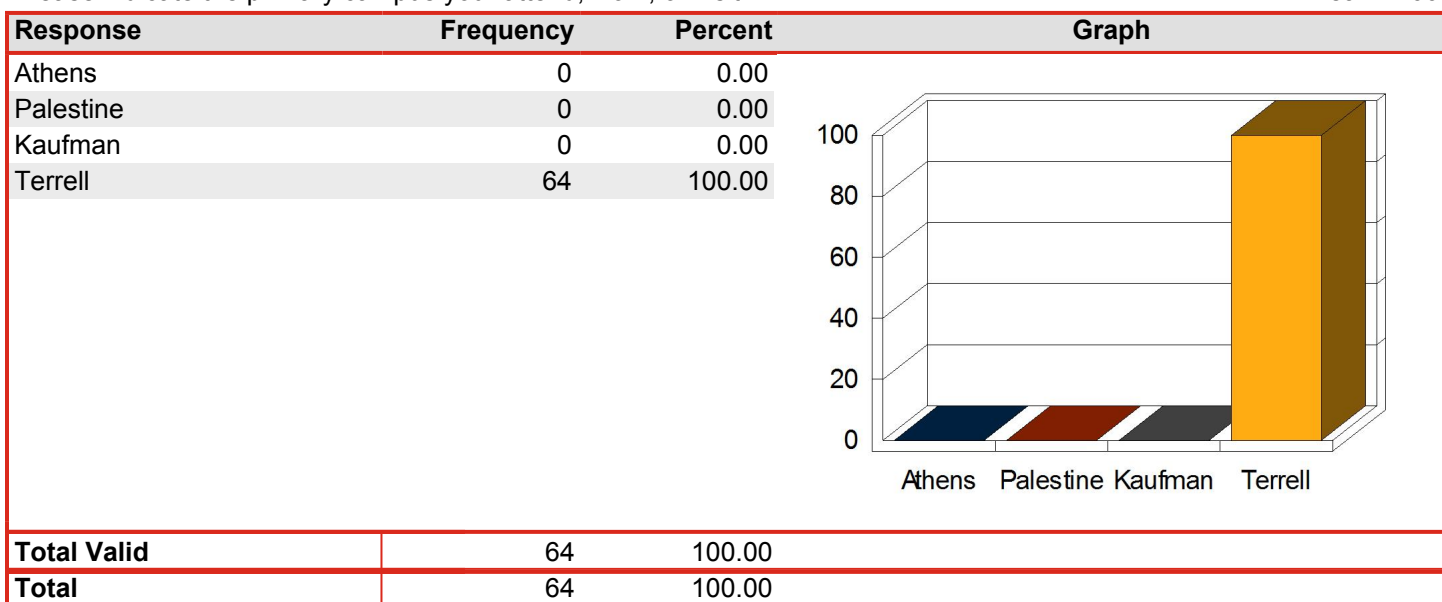 Response Frequency Percent Graph
Athens 0 0.00
Palestine 0 0.00
Kaufman 0 0.00
Terrell 64 100.00
100
80
60
40
20
0
Athens Palestine Kaufman Terrell
Total Valid 64 100.00
Total 64 100.00